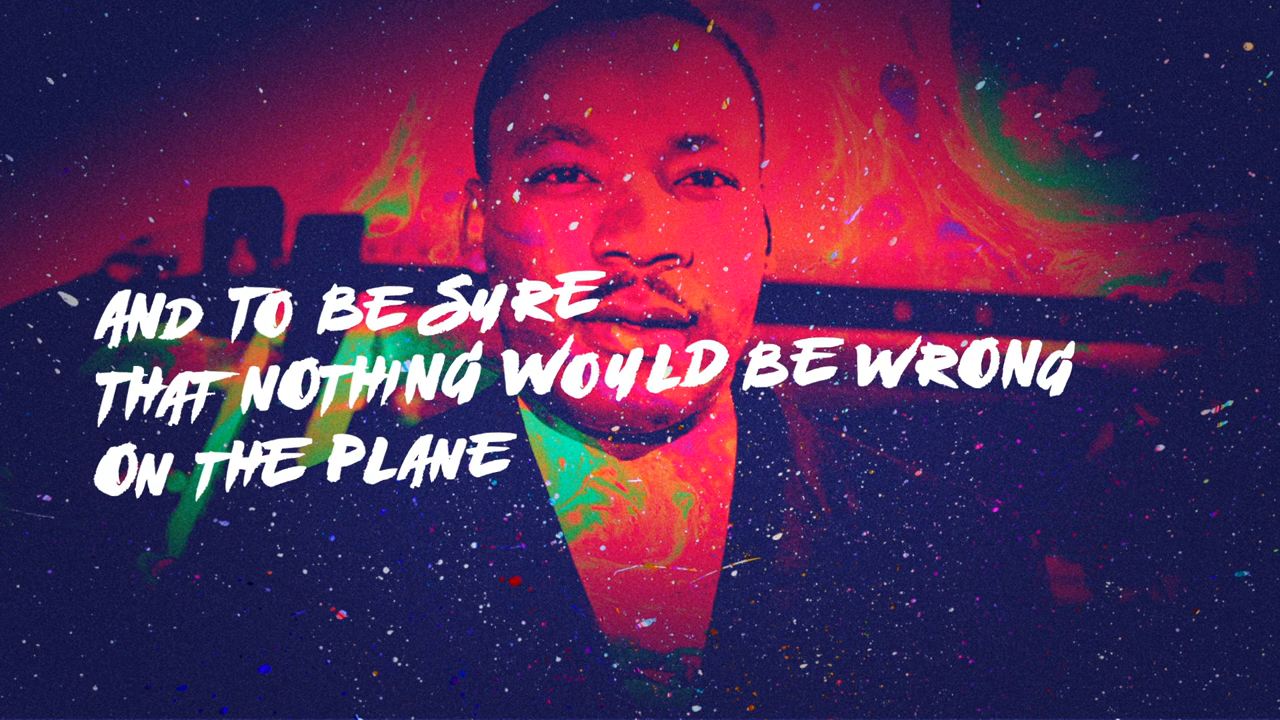 AND TO BE SURE
THAT NOTHING WOULD BE WRONG
ON THE PLANE